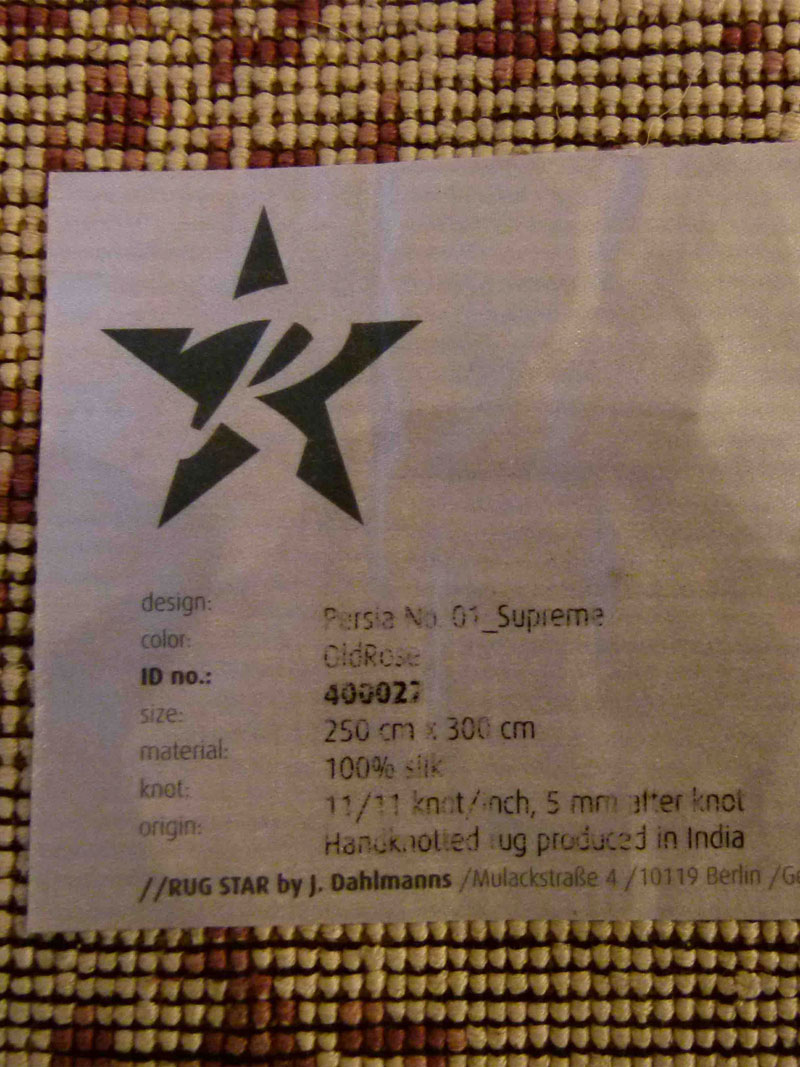 design: Persia No. 01_Supreme
color: OldRose
ID no.: 400027
size: 250 cm x 300 cm
material: 100% silk
knot: 11/11 knot/inch, 5 mm after knot
origin: Handknotted rug produced in India
//RUG STAR by J. Dahlmanns /Mulackstraße 4 /10119 Berlin /Ge